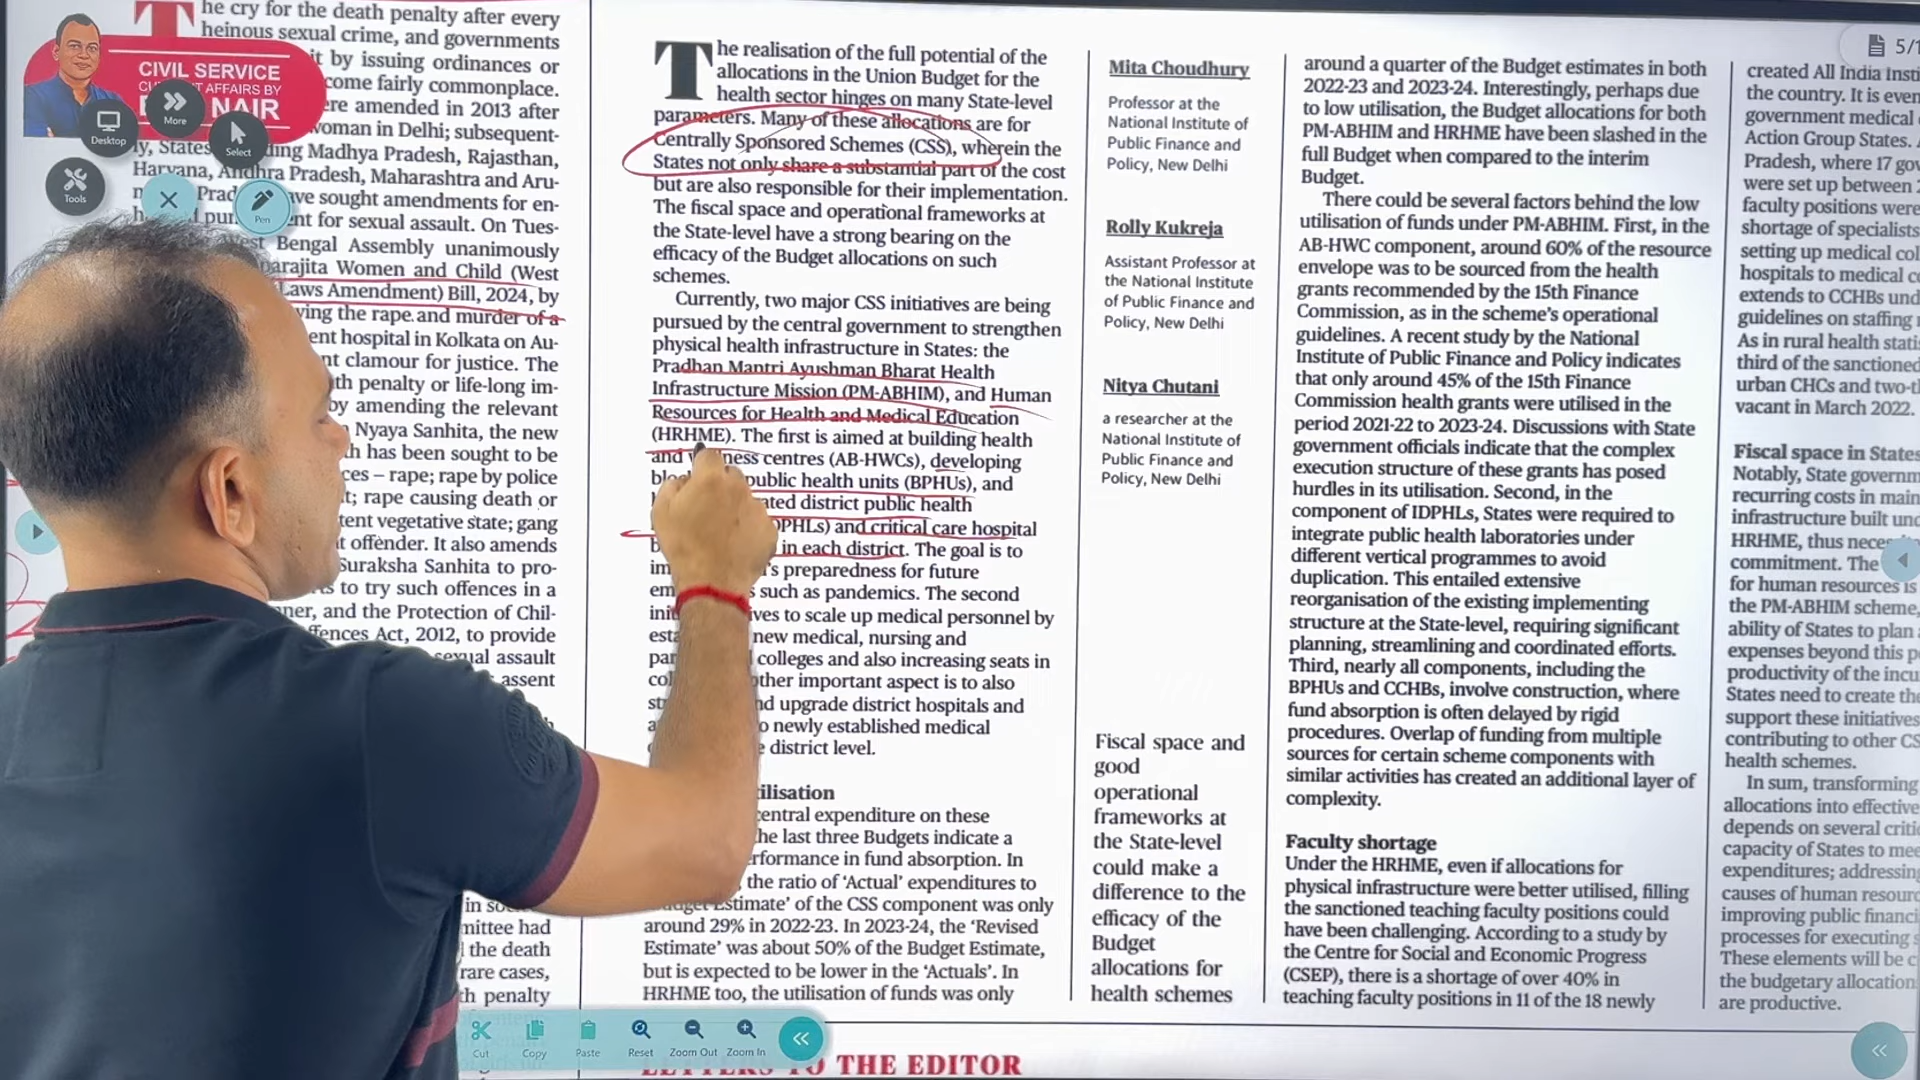 he cry for the death penalty after every
heinous sexual crime, and governments
it by issuing ordinances or
come fairly commonplace.
ere amended in 2013 after
woman in Delhi; subsequent-
ly, States ing Madhya Pradesh, Rajasthan,
Haryana, Andhra Pradesh, Maharashtra and Aru-
Prad ve sought amendments for en-
h pun nt for sexual assault. On Tues-
West Bengal Assembly unanimously
parajita Women and Child (West
Laws Amendment) Bill, 2024, by
ving the rape and murder of a
ent hospital in Kolkata on Au-
nt clamour for justice. The
th penalty or life-long im-
by amending the relevant
Nyaya Sanhita, the new
h has been sought to be
ces – rape; rape by police
t; rape causing death or
tent vegetative state; gang
t offender. It also amends
Suraksha Sanhita to pro-
ts to try such offences in a
ner, and the Protection of Chil-
ffences Act, 2012, to provide
sexual assault
assent
in so
mittee had
the death
rare cases,
th penalty
CIVIL SERVICE
AFFAIRS BY
NAIR
More
Desktop
Select
Tools
Pen
The realisation of the full potential of the
allocations in the Union Budget for the
health sector hinges on many State-level
parameters. Many of these allocations are for
Centrally Sponsored Schemes (CSS), wherein the
States not only share a substantial part of the cost
but are also responsible for their implementation.
The fiscal space and operational frameworks at
the State-level have a strong bearing on the
efficacy of the Budget allocations on such
schemes.
Currently, two major CSS initiatives are being
pursued by the central government to strengthen
physical health infrastructure in States: the
Pradhan Mantri Ayushman Bharat Health
Infrastructure Mission (PM-ABHIM), and Human
Resources for Health and Medical Education
(HRHME). The first is aimed at building health
and ness centres (AB-HWCs), developing
blo public health units (BPHUs), and
ated district public health
DPHLs) and critical care hospital
b in each district. The goal is to
im 's preparedness for future
em s such as pandemics. The second
ini ves to scale up medical personnel by
esta new medical, nursing and
par colleges and also increasing seats in
col ther important aspect is to also
st nd upgrade district hospitals and
a o newly established medical
e district level.
ilisation
entral expenditure on these
he last three Budgets indicate a
rformance in fund absorption. In
, the ratio of 'Actual' expenditures to
dget Estimate' of the CSS component was only
around 29% in 2022-23. In 2023-24, the 'Revised
Estimate' was about 50% of the Budget Estimate,
but is expected to be lower in the 'Actuals'. In
HRHME too, the utilisation of funds was only
Mita Choudhury
Professor at the
National Institute of
Public Finance and
Policy, New Delhi
Rolly Kukreja
Assistant Professor at
the National Institute
of Public Finance and
Policy, New Delhi
Nitya Chutani
a researcher at the
National Institute of
Public Finance and
Policy, New Delhi
Fiscal space and
good
operational
frameworks at
the State-level
could make a
difference to the
efficacy of the
Budget
allocations for
health schemes
around a quarter of the Budget estimates in both
2022-23 and 2023-24. Interestingly, perhaps due
to low utilisation, the Budget allocations for both
PM-ABHIM and HRHME have been slashed in the
full Budget when compared to the interim
Budget.
There could be several factors behind the low
utilisation of funds under PM-ABHIM. First, in the
AB-HWC component, around 60% of the resource
envelope was to be sourced from the health
grants recommended by the 15th Finance
Commission, as in the scheme's operational
guidelines. A recent study by the National
Institute of Public Finance and Policy indicates
that only around 45% of the 15th Finance
Commission health grants were utilised in the
period 2021-22 to 2023-24. Discussions with State
government officials indicate that the complex
execution structure of these grants has posed
hurdles in its utilisation. Second, in the
component of IDPHLs, States were required to
integrate public health laboratories under
different vertical programmes to avoid
duplication. This entailed extensive
reorganisation of the existing implementing
structure at the State-level, requiring significant
planning, streamlining and coordinated efforts.
Third, nearly all components, including the
BPHUs and CCHBs, involve construction, where
fund absorption is often delayed by rigid
procedures. Overlap of funding from multiple
sources for certain scheme components with
similar activities has created an additional layer of
complexity.
Faculty shortage
Under the HRHME, even if allocations for
physical infrastructure were better utilised, filling
the sanctioned teaching faculty positions could
have been challenging. According to a study by
the Centre for Social and Economic Progress
(CSEP), there is a shortage of over 40% in
teaching faculty positions in 11 of the 18 newly
5/1
created All India Insti
the country. It is even
government medical
Action Group States.
Pradesh, where 17 gov
were set up between
faculty positions were
shortage of specialists
setting up medical col
hospitals to medical c
extends to CCHBs und
guidelines on staffing
As in rural health stati
third of the sanctioned
urban CHCs and two-t
vacant in March 2022.
Fiscal space in States
Notably, State governm
recurring costs in main
infrastructure built und
HRHME, thus neces
commitment. The
for human resources is
the PM-ABHIM scheme,
ability of States to plan
expenses beyond this p
productivity of the incu
States need to create the
support these initiatives
contributing to other CS
health schemes.
In sum, transforming
allocations into effective
depends on several criti
capacity of States to mee
expenditures; addressing
causes of human resourc
improving public financi
processes for executing s
These elements will be c
the budgetary allocation
are productive.
Cut
Copy
Paste
Reset
Zoom Out
Zoom In
LETTERS TO THE EDITOR